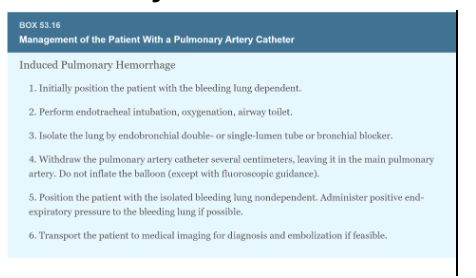 BOX 53.16
Management of the Patient With a Pulmonary Artery Catheter
Induced Pulmonary Hemorrhage
1. Initially position the patient with the bleeding lung dependent.
2. Perform endotracheal intubation, oxygenation, airway toilet.
3. Isolate the lung by endobronchial double- or single-lumen tube or bronchial blocker.
4. Withdraw the pulmonary artery catheter several centimeters, leaving it in the main pulmonary
artery. Do not inflate the balloon (except with fluoroscopic guidance).
5. Position the patient with the isolated bleeding lung nondependent. Administer positive end-
expiratory pressure to the bleeding lung if possible.
6. Transport the patient to medical imaging for diagnosis and embolization if feasible.